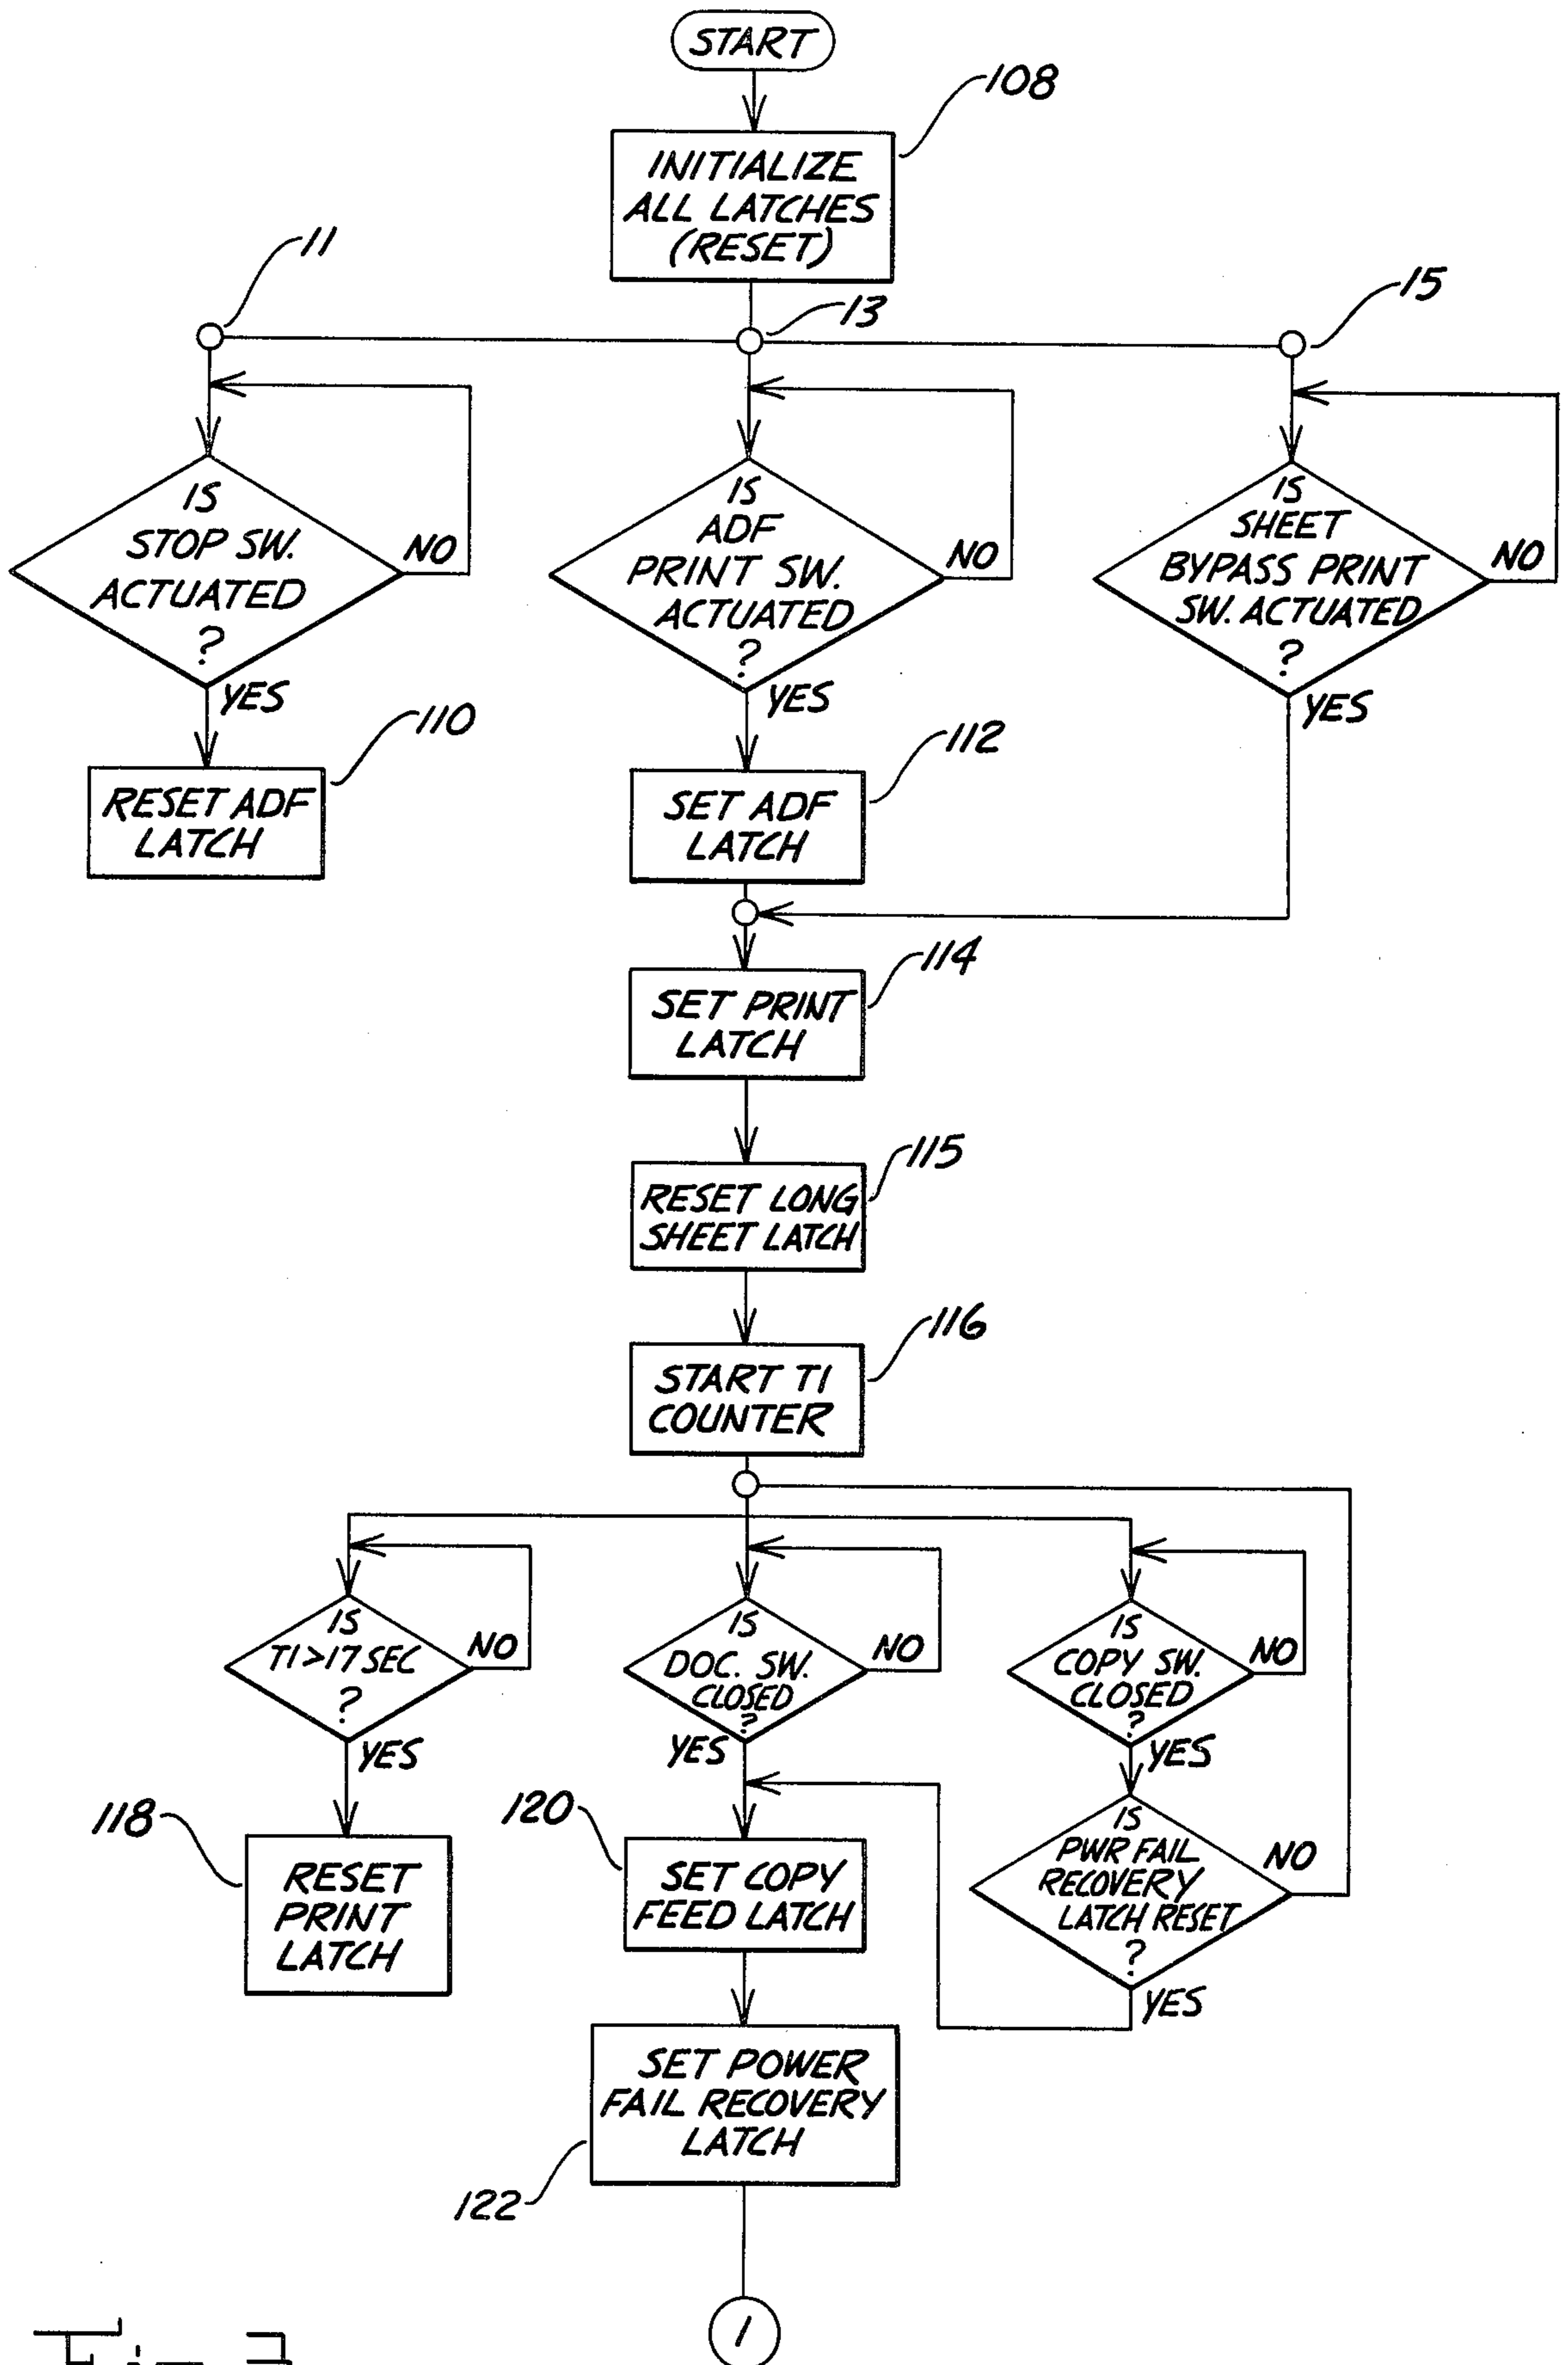 START
108
INITIALIZE
ALL LATCHES
(RESET)
11
13
15
IS
STOP SW.
ACTUATED
?
NO
YES
IS
ADF
PRINT SW.
ACTUATED
?
NO
YES
IS
SHEET
BYPASS PRINT
SW. ACTUATED
?
NO
YES
110
RESET ADF
LATCH
112
SET ADF
LATCH
114
SET PRINT
LATCH
115
RESET LONG
SHEET LATCH
116
START T1
COUNTER
IS
T1>17 SEC
?
NO
YES
IS
DOC. SW.
CLOSED
?
NO
YES
IS
COPY SW.
CLOSED
?
NO
YES
118
RESET
PRINT
LATCH
120
SET COPY
FEED LATCH
IS
PWR FAIL
RECOVERY
LATCH RESET
?
NO
YES
SET POWER
FAIL RECOVERY
LATCH
122
1